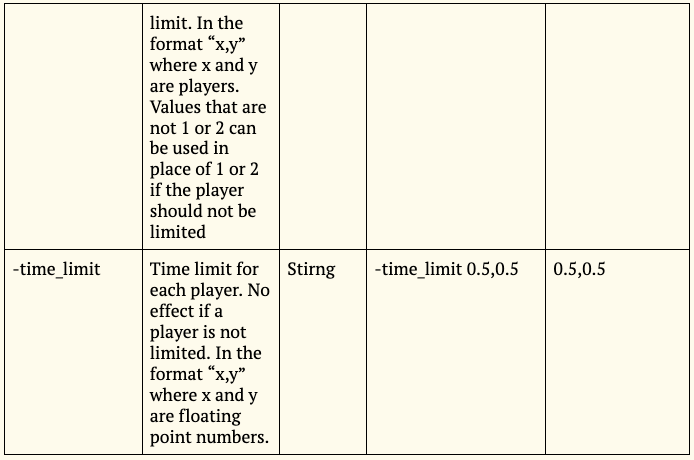 limit. In the
format “x,y”
where x and y
are players.
Values that are
not 1 or 2 can
be used in
place of 1 or 2
if the player
should not be
limited
-time_limit
Time limit for
each player. No
effect if a
player is not
limited. In the
format “x,y”
where x and y
are floating
point numbers.
Stirng
-time_limit 0.5,0.5
0.5,0.5